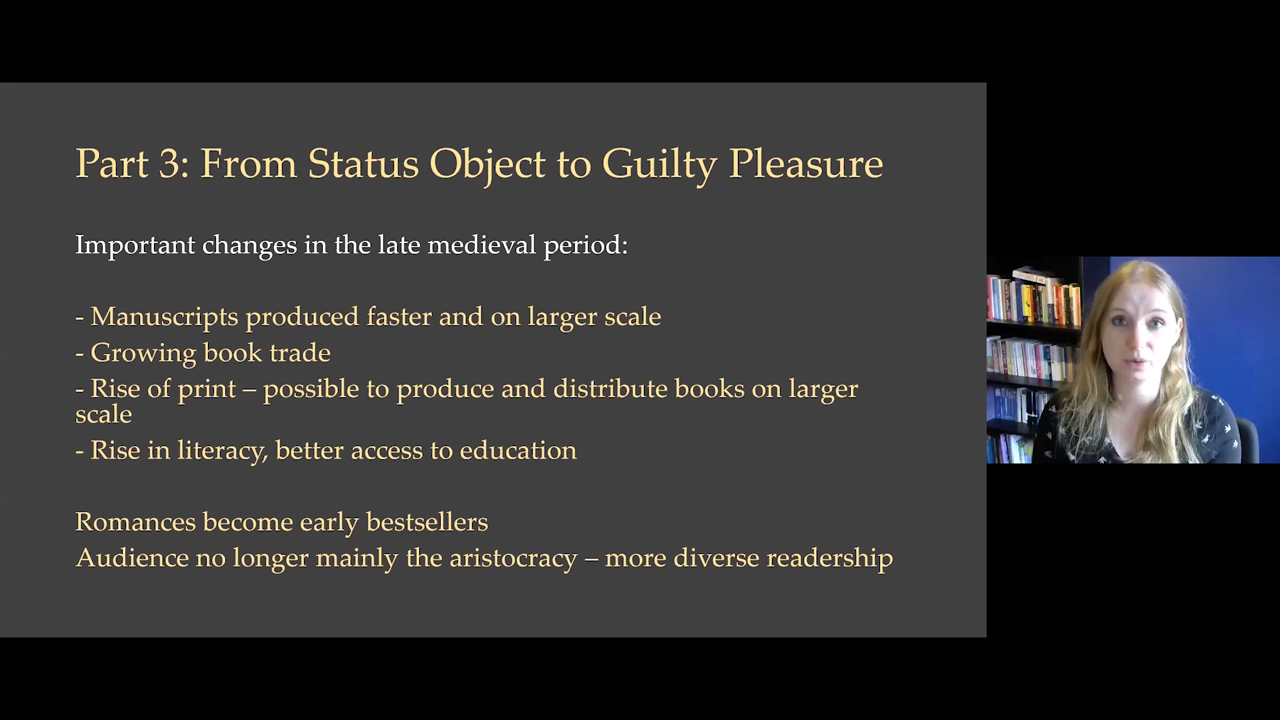 Part 3: From Status Object to Guilty Pleasure
Important changes in the late medieval period:
- Manuscripts produced faster and on larger scale
- Growing book trade
- Rise of print – possible to produce and distribute books on larger
scale
- Rise in literacy, better access to education
Romances become early bestsellers
Audience no longer mainly the aristocracy – more diverse readership